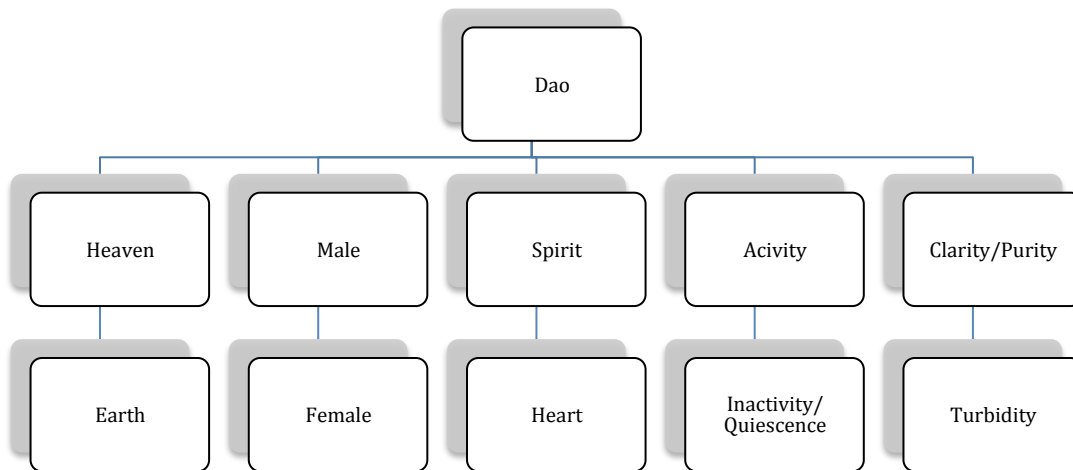 Dao
Heaven
Male
Spirit
Acivity
Clarity/Purity
Earth
Female
Heart
Inactivity/
Quiescence
Turbidity